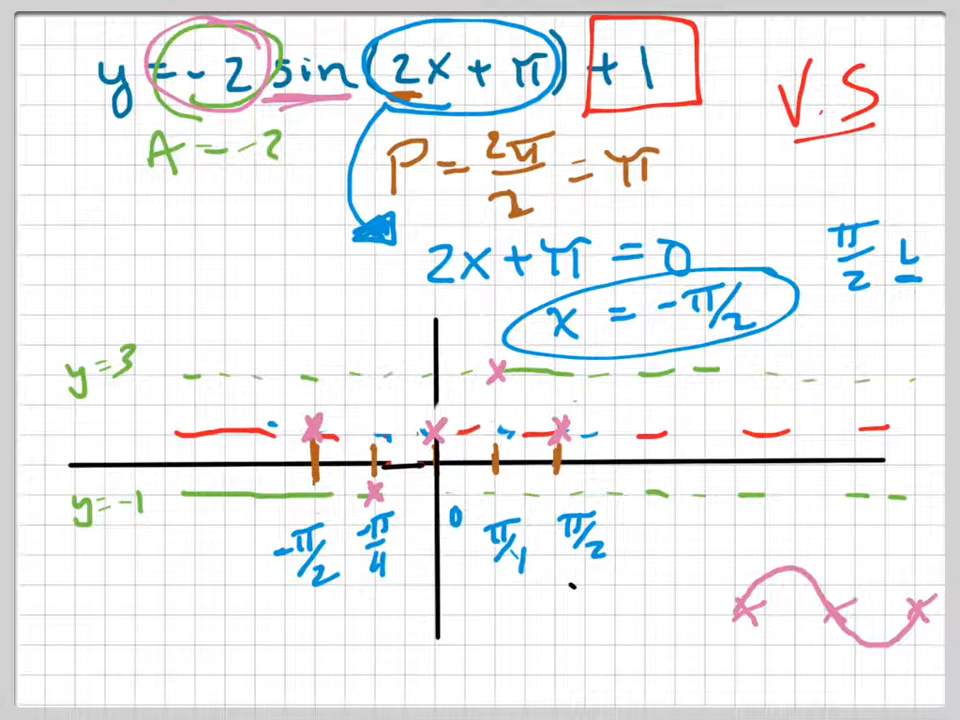 y = -2 sin (2x + π) + 1
V.S
A = -2
P = 2π/2 = π
2x + π = 0
π/2 L
x = -π/2
y = 3
y = -1
-π/2 -π/4 0 π/4 π/2